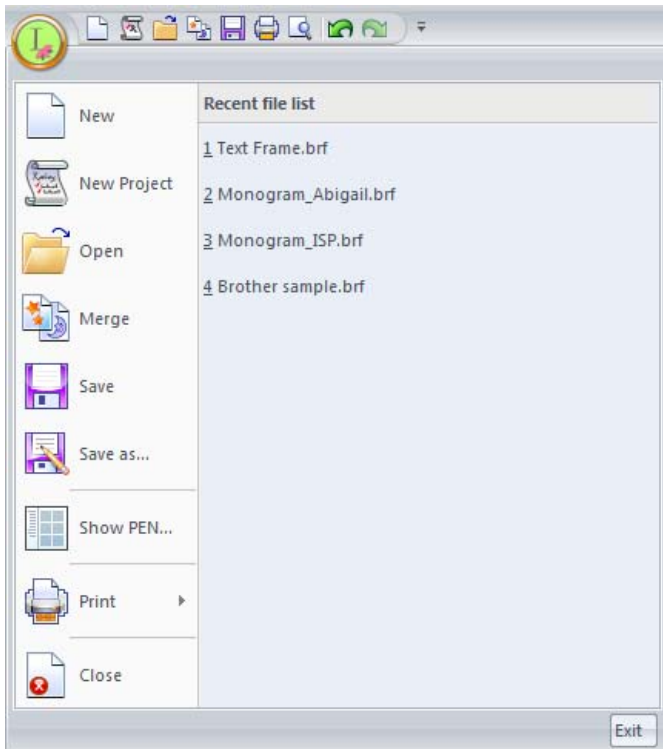 New
New Project
Open
Merge
Save
Save as...
Show PEN...
Print
Close
Recent file list
1 Text Frame.brf
2 Monogram_Abigail.brf
3 Monogram_ISP.brf
4 Brother sample.brf
Exit